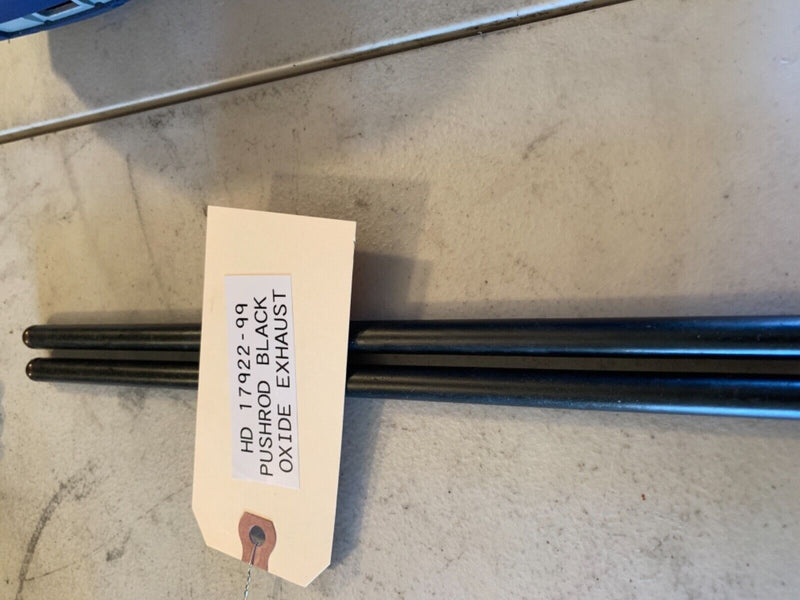 HD 17922-99
PUSHROD BLACK
OXIDE EXHAUST